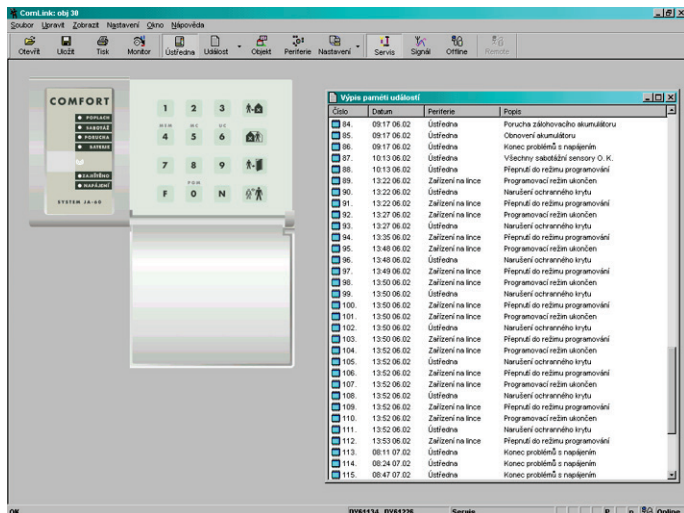 ComLink: obj 30
Soubor Upravit Zobrazit Nastavení Okno Nápověda
Otevřít Uložit Tisk Monitor Ústředna Událost Objekt Periferie Nastavení Servis Signál Offline Remote
COMFORT
POPLACH
SABOTÁŽ
PORUCHA
BATERIE
ZAJIŠTĚNO
NAPÁJENÍ
SYSTEM JA-60
1 2 3
MEM MC DC
4 5 6
7 8 9
PGM
F 0 N
Výpis paměti událostí
Číslo Datum Periferie Popis
84. 09:17 06.02 Ústředna Porucha zálohovacího akumulátoru
85. 09:17 06.02 Ústředna Obnovení akumulátoru
86. 09:17 06.02 Ústředna Konec problémů s napájením
87. 10:13 06.02 Ústředna Všechny sabotážní sensory O. K.
88. 10:13 06.02 Ústředna Přepnutí do režimu programování
89. 13:22 06.02 Zařízení na lince Programovací režim ukončen
90. 13:22 06.02 Ústředna Narušení ochranného krytu
91. 13:22 06.02 Zařízení na lince Přepnutí do režimu programování
92. 13:27 06.02 Zařízení na lince Programovací režim ukončen
93. 13:27 06.02 Ústředna Narušení ochranného krytu
94. 13:35 06.02 Zařízení na lince Přepnutí do režimu programování
95. 13:48 06.02 Zařízení na lince Programovací režim ukončen
96. 13:48 06.02 Ústředna Narušení ochranného krytu
97. 13:49 06.02 Zařízení na lince Přepnutí do režimu programování
98. 13:50 06.02 Zařízení na lince Programovací režim ukončen
99. 13:50 06.02 Ústředna Narušení ochranného krytu
100. 13:50 06.02 Zařízení na lince Přepnutí do režimu programování
101. 13:50 06.02 Zařízení na lince Programovací režim ukončen
102. 13:50 06.02 Ústředna Narušení ochranného krytu
103. 13:50 06.02 Zařízení na lince Přepnutí do režimu programování
104. 13:52 06.02 Zařízení na lince Programovací režim ukončen
105. 13:52 06.02 Ústředna Narušení ochranného krytu
106. 13:52 06.02 Zařízení na lince Přepnutí do režimu programování
107. 13:52 06.02 Zařízení na lince Programovací režim ukončen
108. 13:52 06.02 Ústředna Narušení ochranného krytu
109. 13:52 06.02 Zařízení na lince Přepnutí do režimu programování
110. 13:52 06.02 Zařízení na lince Programovací režim ukončen
111. 13:52 06.02 Ústředna Narušení ochranného krytu
112. 13:53 06.02 Zařízení na lince Přepnutí do režimu programování
113. 08:11 07.02 Ústředna Konec problémů s napájením
114. 08:24 07.02 Ústředna Konec problémů s napájením
115. 08:47 07.02 Ústředna Konec problémů s napájením
OK DY61134, DY61226 Servis P n Online